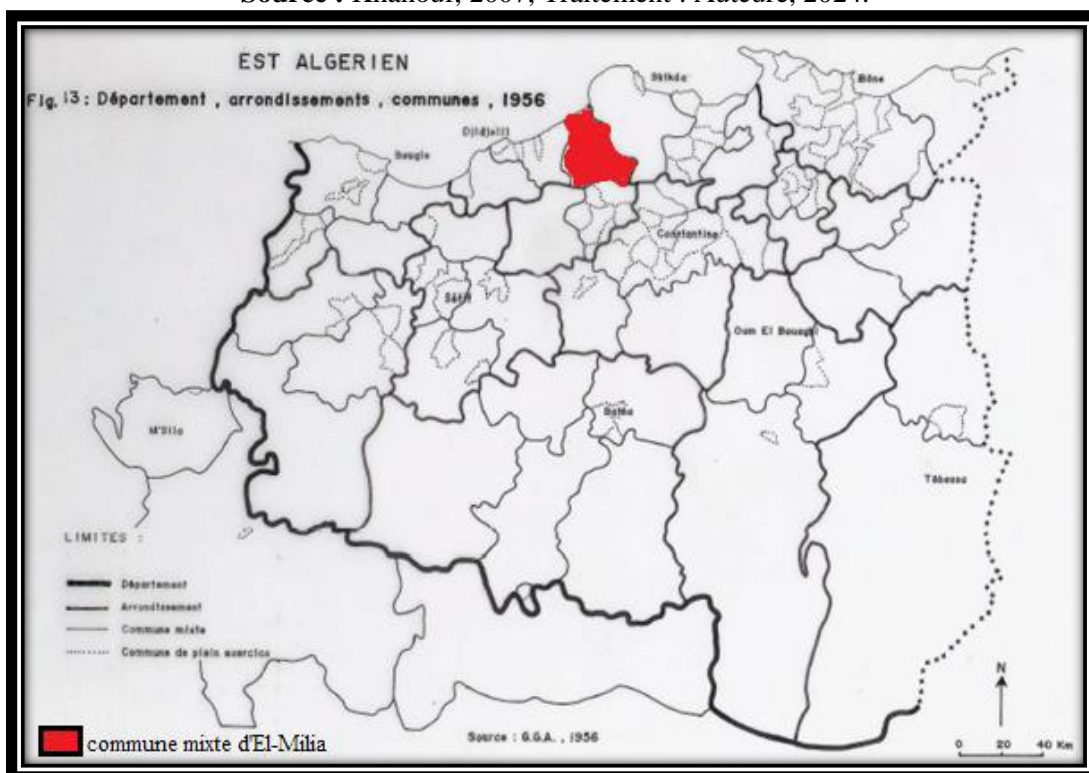 Source : Khanouf, 2007, Traitement : Auteure, 2024.
EST ALGERIEN
Fig. 13 : Département , arrondissements , communes , 1956
Skikda
Bône
Djidjelli
Bougie
Constantine
Sétif
Oum El Bouaghi
M'Sila
Batna
Tébessa
LIMITES :
Département
Arrondissement
Commune mixte
Commune de plein exercice
N
Source : G.G.A. , 1956
commune mixte d'El-Milia
0 20 40 Km